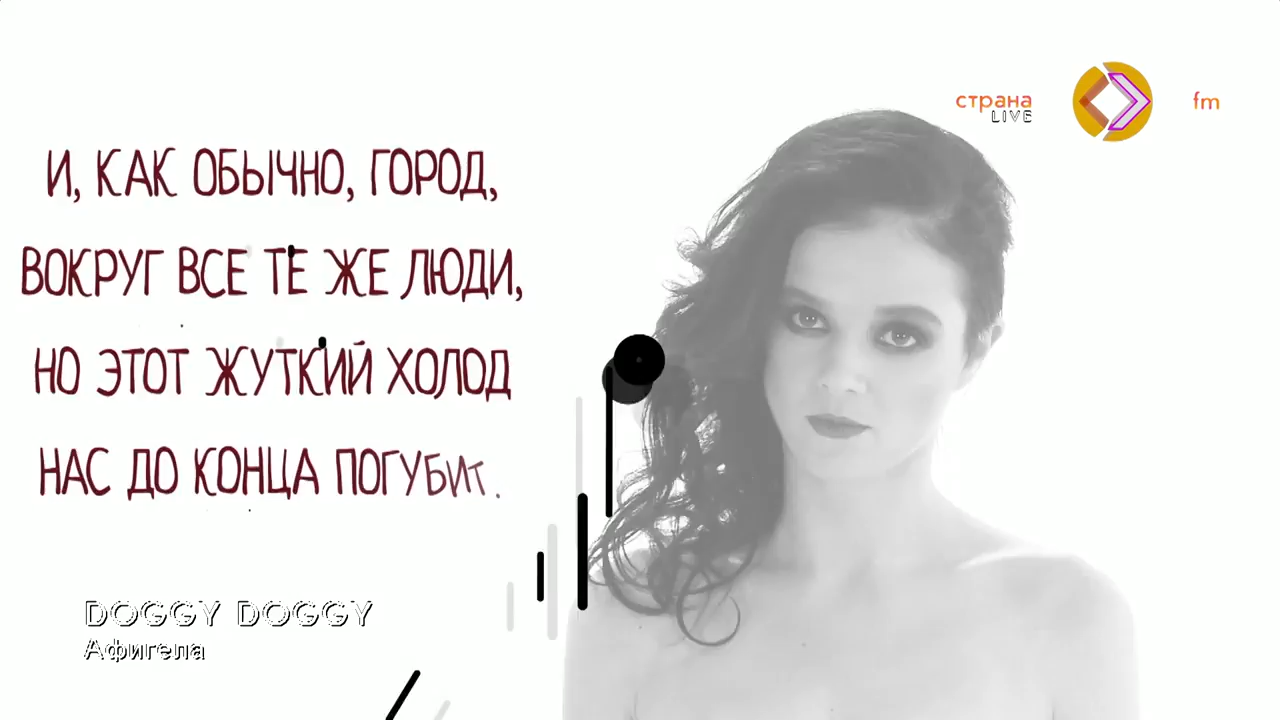 страна
LIVE
fm
И, КАК ОБЫЧНО, ГОРОД,
ВОКРУГ ВСЕ ТЕ ЖЕ ЛЮДИ,
НО ЭТОТ ЖУТКИЙ ХОЛОД
НАС ДО КОНЦА ПОГУБИТ.
DOGGY DOGGY
Афигела